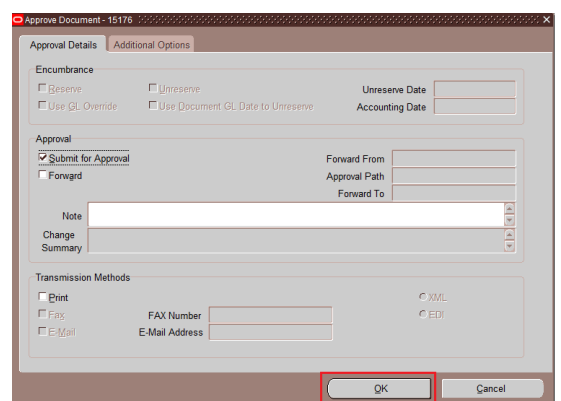 Approve Document - 15176
Approval Details Additional Options
Encumbrance
Reserve Unreserve Unreserve Date
Use GL Override Use Document GL Date to Unreserve Accounting Date
Approval
Submit for Approval Forward From
Forward Approval Path
Forward To
Note
Change
Summary
Transmission Methods
Print XML
Fax FAX Number EDI
E-Mail E-Mail Address
OK Cancel